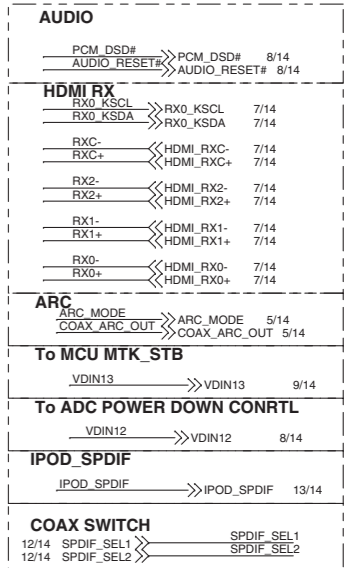 AUDIO
PCM_DSD# PCM_DSD# 8/14
AUDIO_RESET# AUDIO_RESET# 8/14
HDMI RX
RX0_KSCL RX0_KSCL 7/14
RX0_KSDA RX0_KSDA 7/14
RXC- HDMI_RXC- 7/14
RXC+ HDMI_RXC+ 7/14
RX2- HDMI_RX2- 7/14
RX2+ HDMI_RX2+ 7/14
RX1- HDMI_RX1- 7/14
RX1+ HDMI_RX1+ 7/14
RX0- HDMI_RX0- 7/14
RX0+ HDMI_RX0+ 7/14
ARC
ARC_MODE ARC_MODE 5/14
COAX_ARC_OUT COAX_ARC_OUT 5/14
To MCU MTK_STB
VDIN13 VDIN13 9/14
To ADC POWER DOWN CONRTL
VDIN12 VDIN12 8/14
IPOD_SPDIF
IPOD_SPDIF IPOD_SPDIF 13/14
COAX SWITCH
12/14 SPDIF_SEL1 SPDIF_SEL1
12/14 SPDIF_SEL2 SPDIF_SEL2